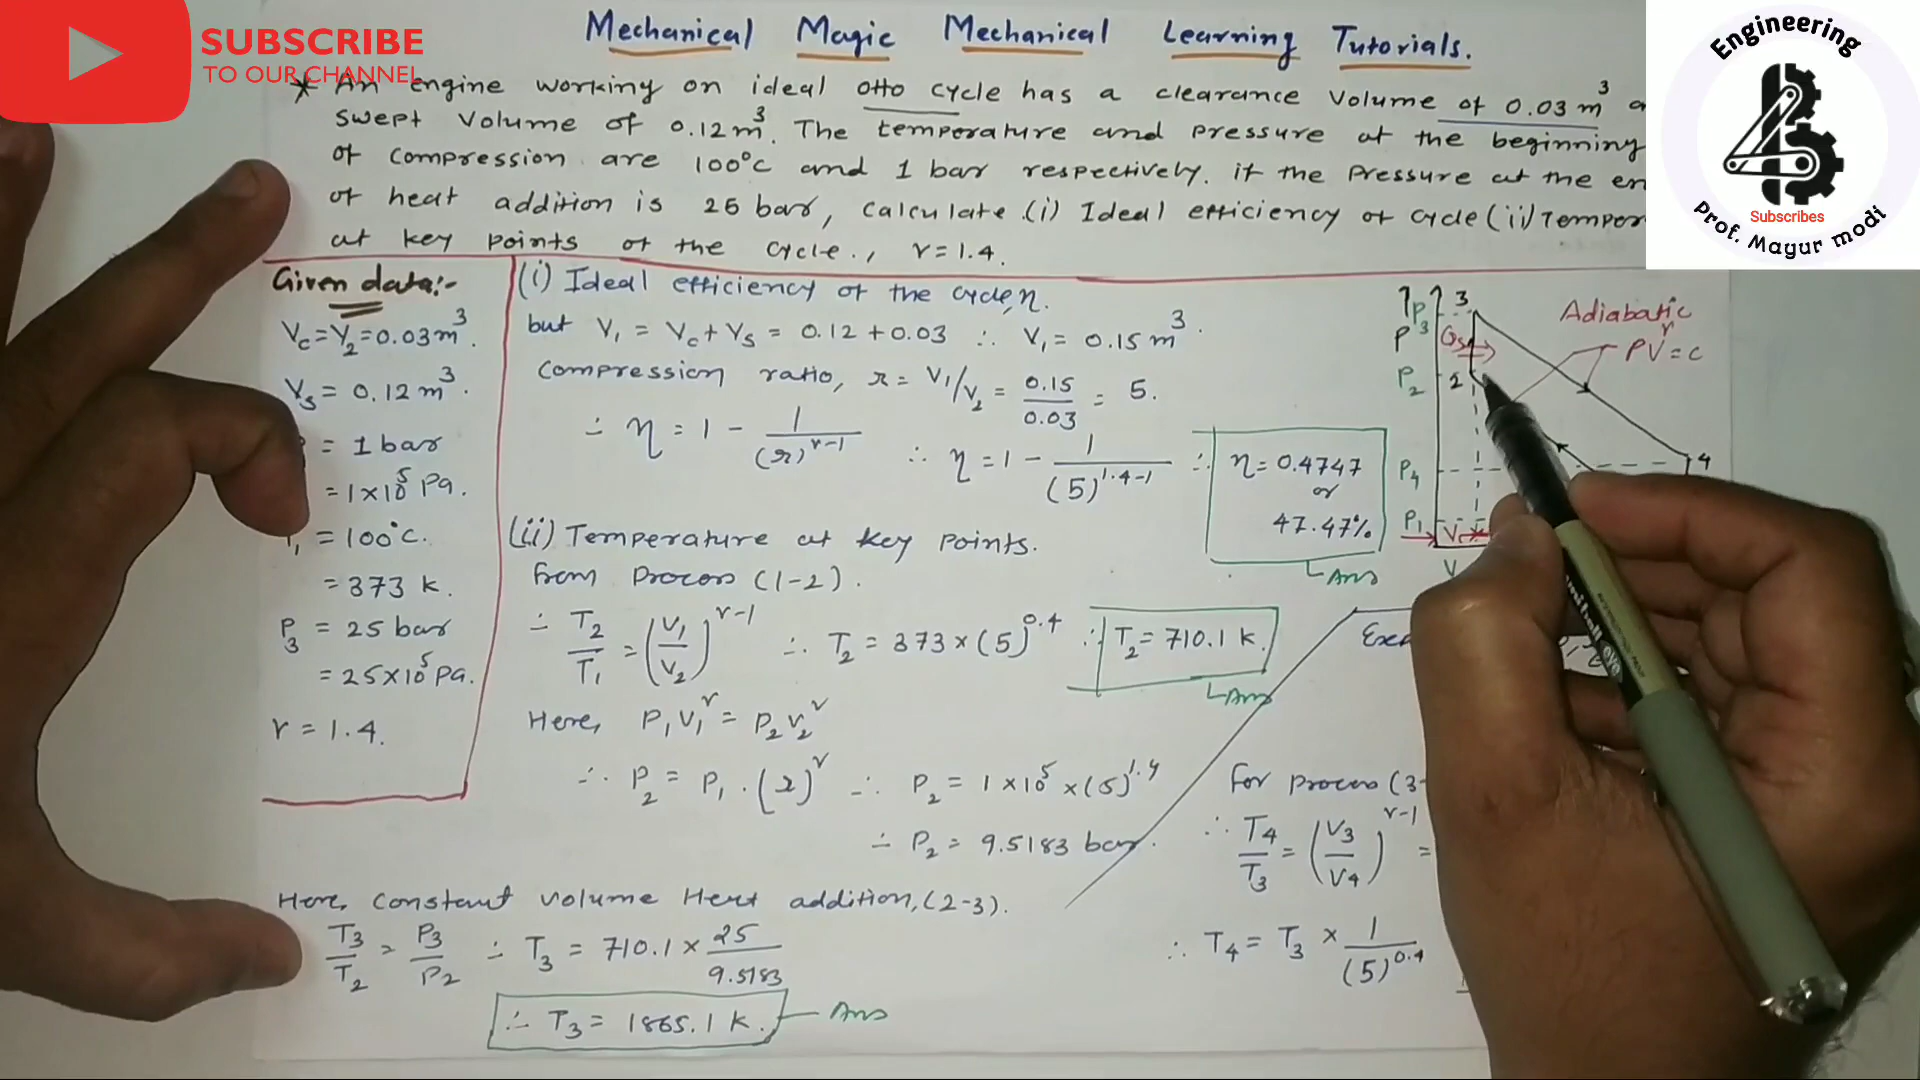 SUBSCRIBE
TO OUR CHANNEL
Mechanical Magic Mechanical Learning Tutorials.
Engineering
Subscribes
Prof. Mayur modi
* An engine working on ideal otto cycle has a clearance volume of 0.03 m³
swept volume of 0.12 m³. The temperature and pressure at the beginning
of compression are 100°C and 1 bar respectively. if the pressure at the
of heat addition is 25 bar, calculate (i) Ideal efficiency of cycle (ii)
at key points of the cycle., γ = 1.4.
Given data:-
Vc = V2 = 0.03 m³.
Vs = 0.12 m³.
= 1 bar
= 1 × 10⁵ Pa.
= 100°C.
= 373 K.
P3 = 25 bar
= 25 × 10⁵ Pa.
γ = 1.4.
(i) Ideal efficiency of the cycle, η.
but V1 = Vc + Vs = 0.12 + 0.03 ∴ V1 = 0.15 m³.
Compression ratio, r = V1/V2 = 0.15/0.03 = 5.
∴ η = 1 - 1/(r)^γ-1 ∴ η = 1 - 1/(5)^1.4-1 ∴ η = 0.4747
or
47.47%
Ans
(ii) Temperature at key points.
from process (1-2).
∴ T2/T1 = (V1/V2)^γ-1 ∴ T2 = 373 × (5)^0.4 ∴ T2 = 710.1 K.
Ans
Here, P1V1^γ = P2V2^γ
∴ P2 = P1 . (r)^γ ∴ P2 = 1 × 10⁵ × (5)^1.4
∴ P2 = 9.5183 bar.
Here, constant volume Heat addition, (2-3).
T3/T2 = P3/P2 ∴ T3 = 710.1 × 25/9.5183
∴ T3 = 1865.1 K. Ans
For process (3-
∴ T4/T3 = (V3/V4)^γ-1 =
∴ T4 = T3 × 1/(5)^0.4
P3 3
P
P2 2
P4
P1
4
Qs
Vc
V
Adiabatic
PV^γ = C